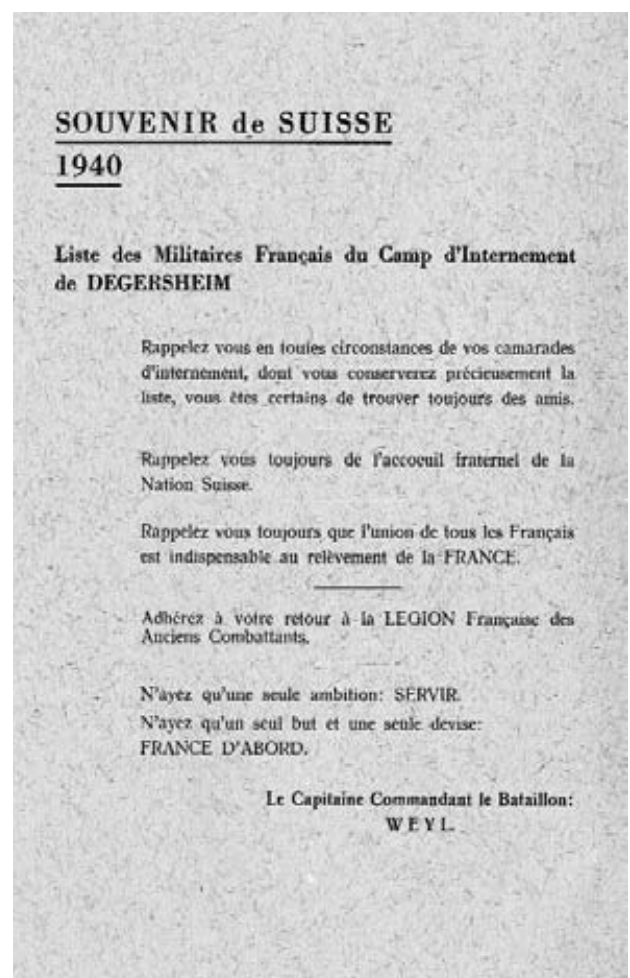 SOUVENIR de SUISSE
1940
Liste des Militaires Français du Camp d'Internement
de DEGERSHEIM
Rappelez vous en toutes circonstances de vos camarades
d'internement, dont vous conserverez précieusement la
liste, vous êtes certains de trouver toujours des amis.
Rappelez vous toujours de l'accoeuil fraternel de la
Nation Suisse.
Rappelez vous toujours que l'union de tous les Français
est indispensable au relèvement de la FRANCE.
Adhérez à votre retour à la LEGION Française des
Anciens Combattants.
N'ayez qu'une seule ambition: SERVIR.
N'ayez qu'un seul but et une seule devise:
FRANCE D'ABORD.
Le Capitaine Commandant le Bataillon:
WEYL.